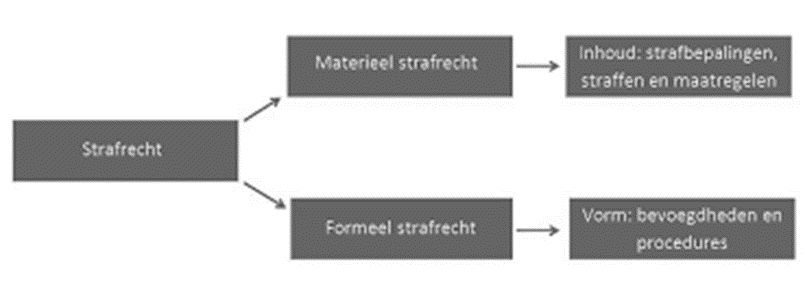 Materieel strafrecht
Inhoud: strafbepalingen,
straffen en maatregelen
Strafrecht
Formeel strafrecht
Vorm: bevoegdheden en
procedures